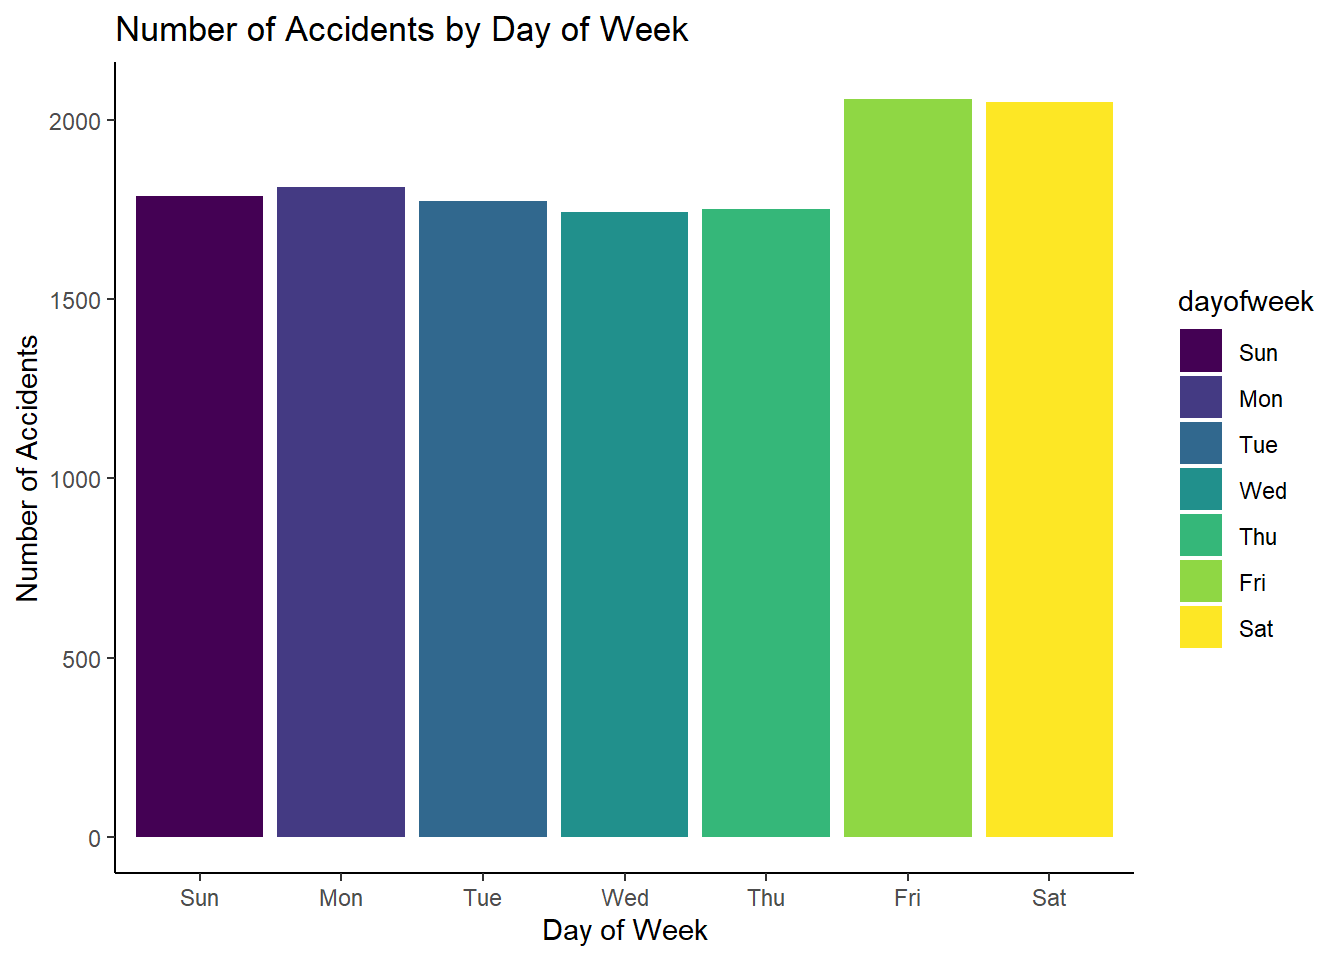 Number of Accidents by Day of Week
Number of Accidents
2000
1500
1000
500
0
Sun Mon Tue Wed Thu Fri Sat
Day of Week
dayofweek
Sun
Mon
Tue
Wed
Thu
Fri
Sat